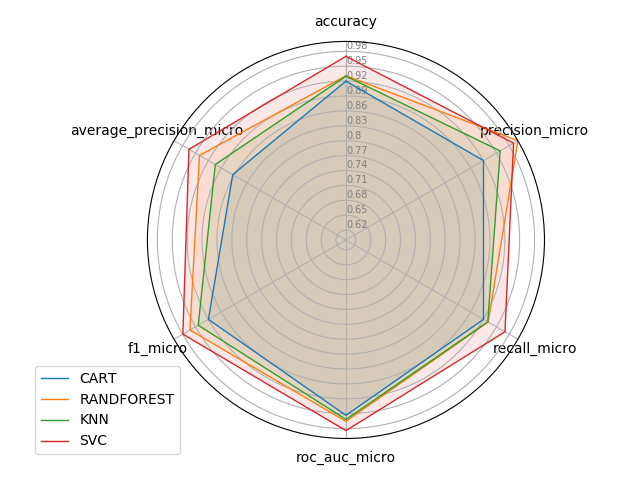 accuracy
0.98
0.95
0.92
0.89
0.86
0.83
0.8
0.77
0.74
0.71
0.68
0.65
0.62
average_precision_micro
precision_micro
f1_micro
recall_micro
roc_auc_micro
CART
RANDFOREST
KNN
SVC